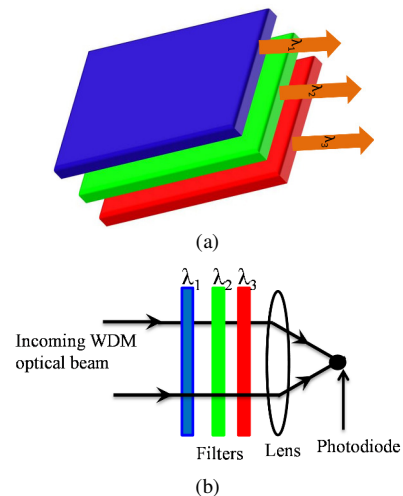 λ1
λ2
λ3
(a)
λ1 λ2 λ3
Incoming WDM
optical beam
Filters Lens Photodiode
(b)